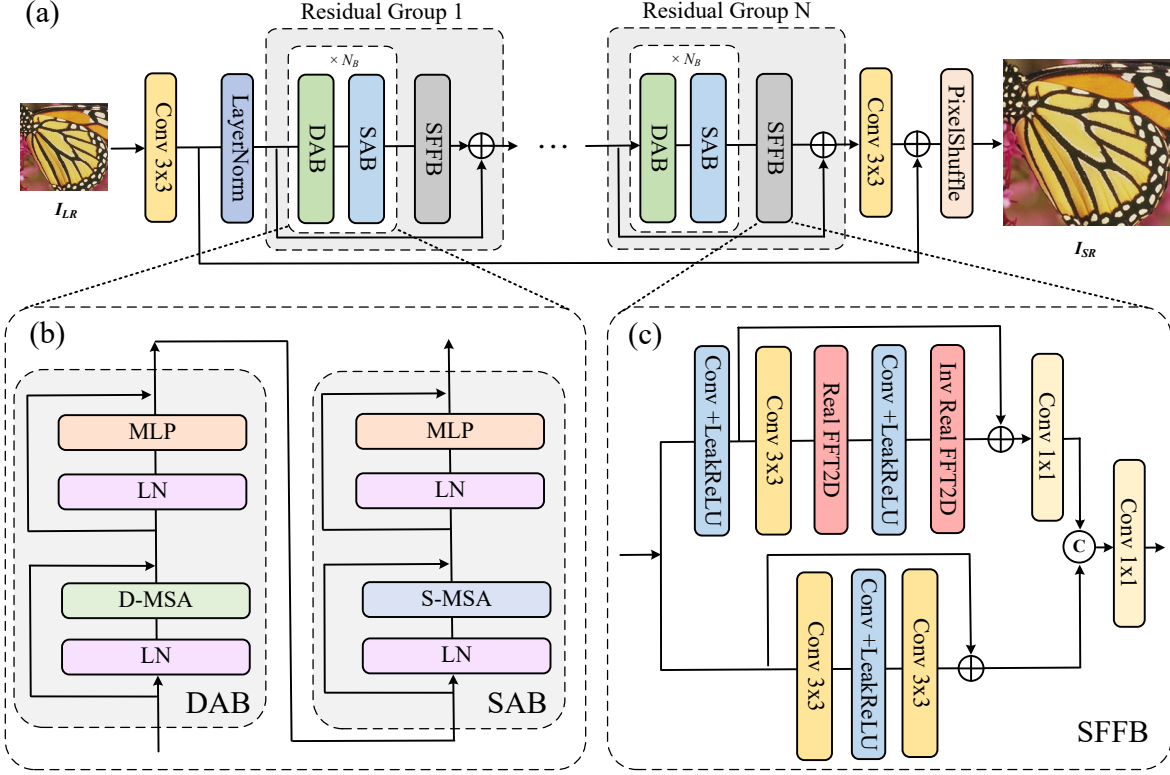 (a)
Residual Group 1
Residual Group N
× N_B
× N_B
Conv 3x3
LayerNorm
DAB
SAB
SFFB
...
DAB
SAB
SFFB
Conv 3x3
PixelShuffle
I_LR
I_SR
(b)
MLP
LN
D-MSA
LN
DAB
MLP
LN
S-MSA
LN
SAB
(c)
Conv +LeakReLU
Conv 3x3
Real FFT2D
Conv +LeakReLU
Inv Real FFT2D
Conv 1x1
C
Conv 1x1
Conv 3x3
Conv +LeakReLU
Conv 3x3
SFFB